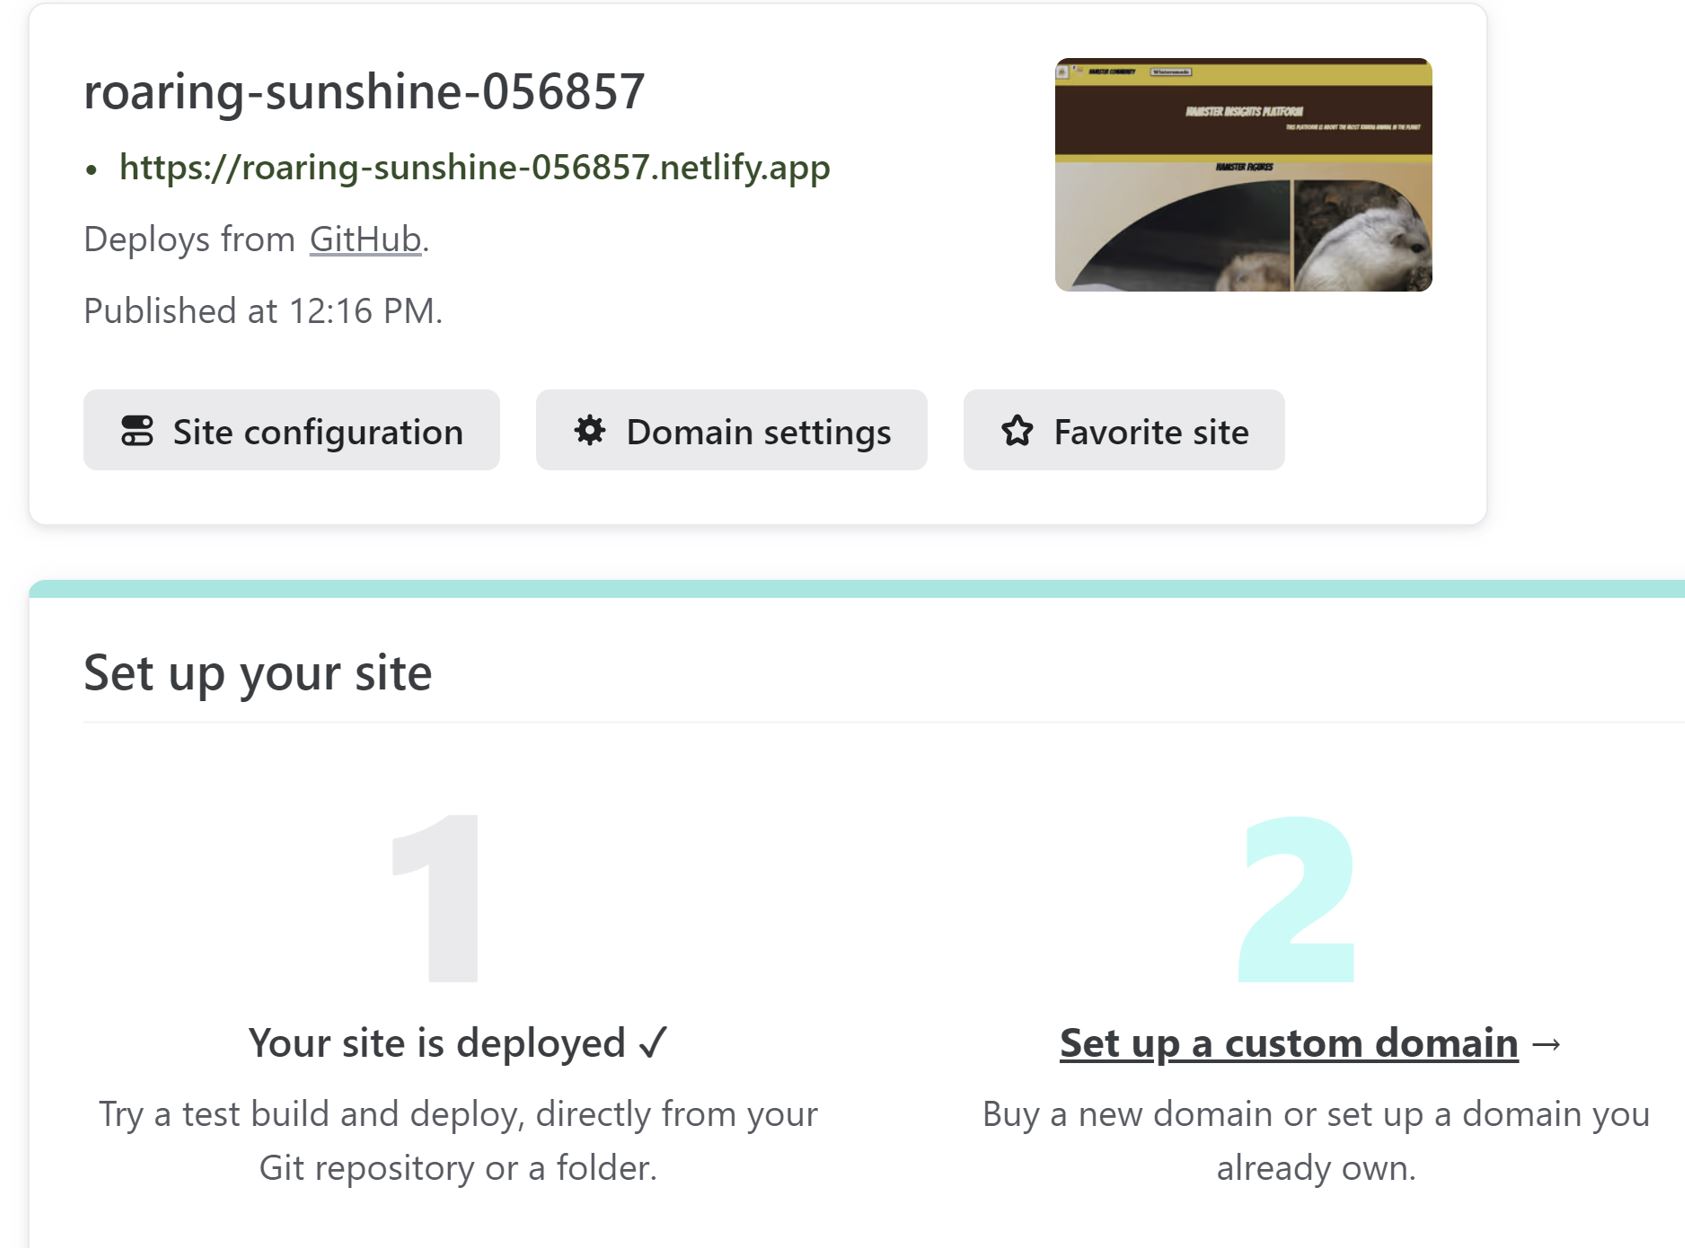 roaring-sunshine-056857
HAMSTER COMMUNITY
Wintersmode
HAMSTER INSIGHTS PLATFORM
HAMSTER FIGURES
• https://roaring-sunshine-056857.netlify.app
Deploys from GitHub.
Published at 12:16 PM.
Site configuration
Domain settings
Favorite site
Set up your site
1
2
Your site is deployed ✓
Set up a custom domain →
Try a test build and deploy, directly from your
Git repository or a folder.
Buy a new domain or set up a domain you
already own.